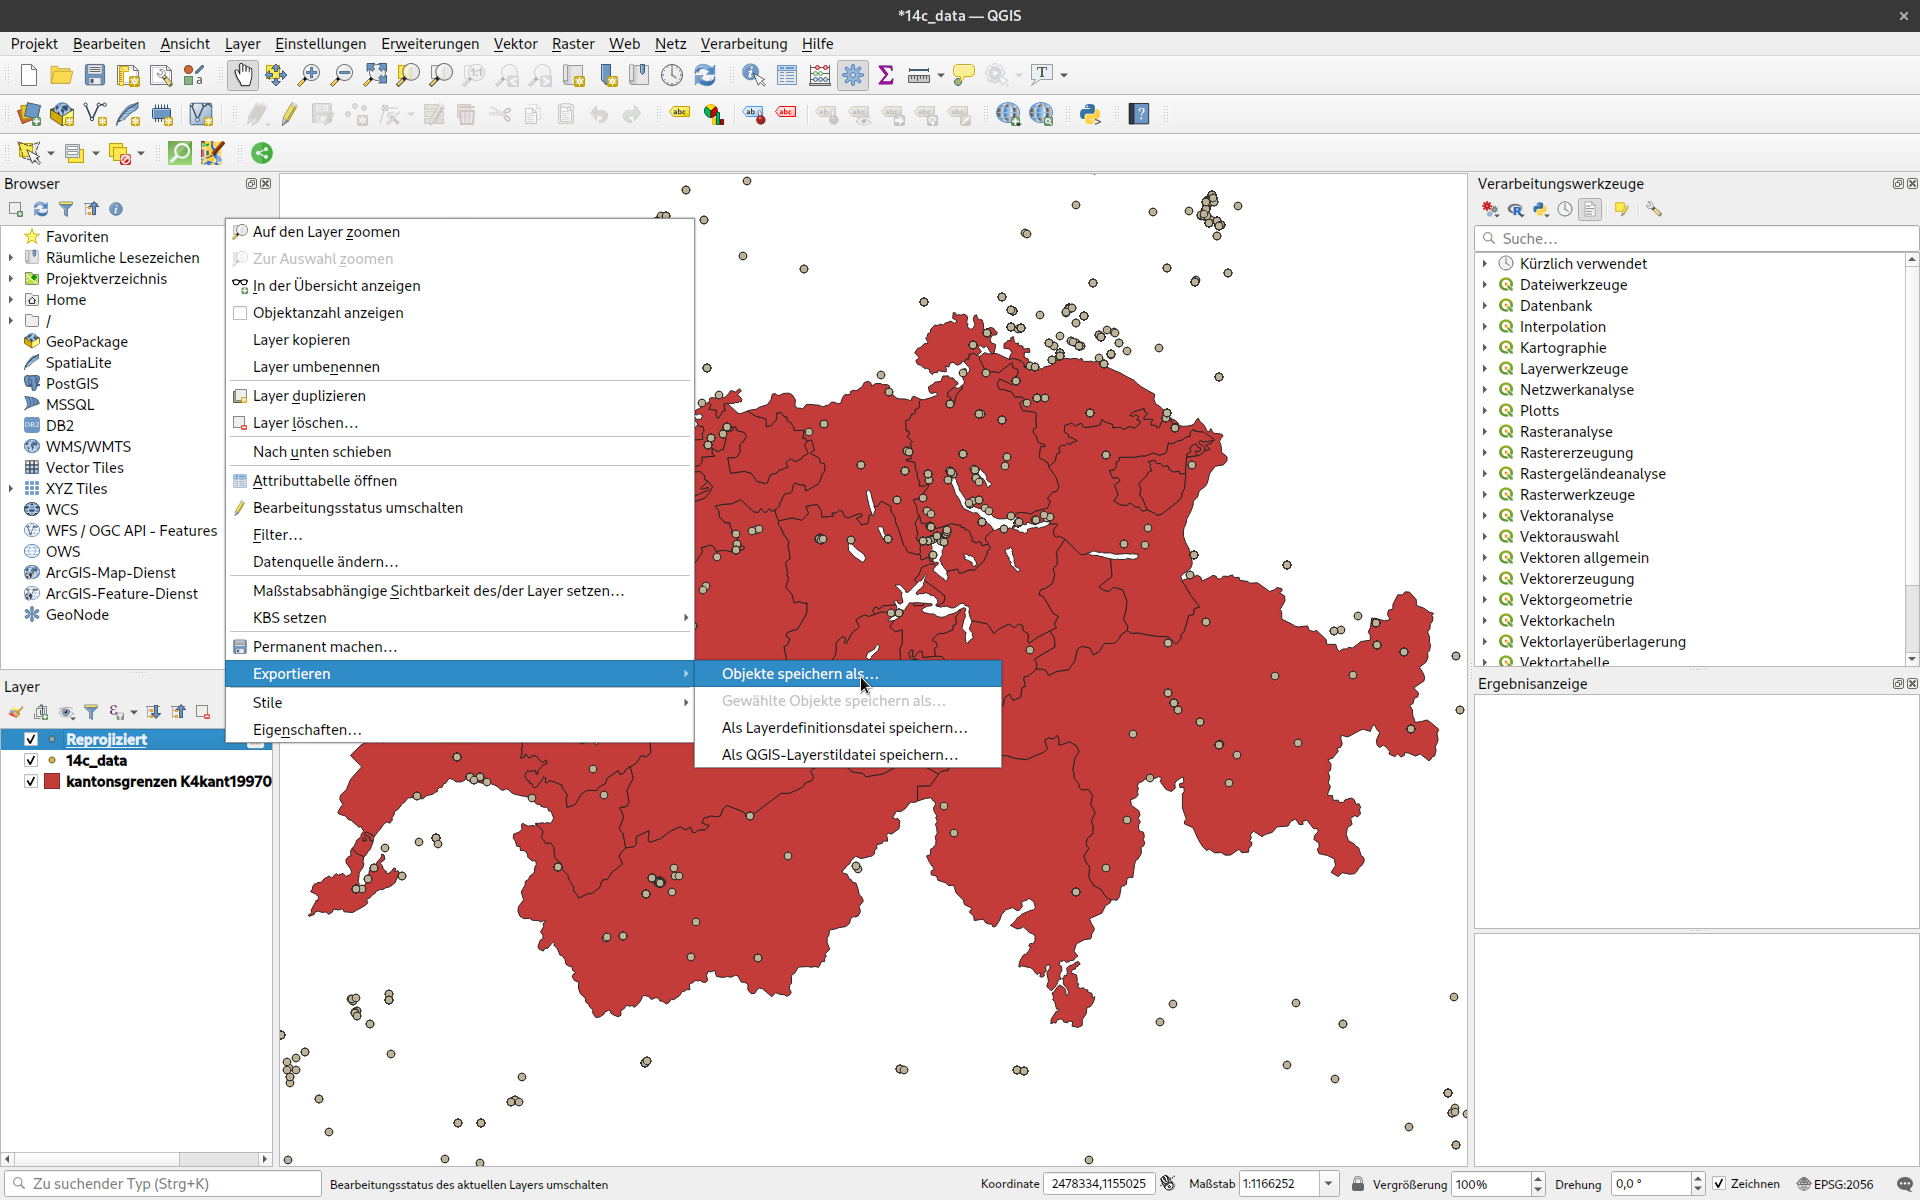 *14c_data — QGIS
Projekt Bearbeiten Ansicht Layer Einstellungen Erweiterungen Vektor Raster Web Netz Verarbeitung Hilfe
Browser
Favoriten
Räumliche Lesezeichen
Projektverzeichnis
Home
/
GeoPackage
SpatiaLite
PostGIS
MSSQL
DB2
WMS/WMTS
Vector Tiles
XYZ Tiles
WCS
WFS / OGC API - Features
OWS
ArcGIS-Map-Dienst
ArcGIS-Feature-Dienst
GeoNode
Layer
Reprojiziert
14c_data
kantonsgrenzen K4kant19970
Auf den Layer zoomen
Zur Auswahl zoomen
In der Übersicht anzeigen
Objektanzahl anzeigen
Layer kopieren
Layer umbenennen
Layer duplizieren
Layer löschen…
Nach unten schieben
Attributtabelle öffnen
Bearbeitungsstatus umschalten
Filter…
Datenquelle ändern…
Maßstabsabhängige Sichtbarkeit des/der Layer setzen…
KBS setzen
Permanent machen…
Exportieren
Stile
Eigenschaften…
Objekte speichern als…
Gewählte Objekte speichern als…
Als Layerdefinitionsdatei speichern…
Als QGIS-Layerstildatei speichern…
Verarbeitungswerkzeuge
Suche…
Kürzlich verwendet
Dateiwerkzeuge
Datenbank
Interpolation
Kartographie
Layerwerkzeuge
Netzwerkanalyse
Plotts
Rasteranalyse
Rastererzeugung
Rastergeländeanalyse
Rasterwerkzeuge
Vektoranalyse
Vektorauswahl
Vektoren allgemein
Vektorerzeugung
Vektorgeometrie
Vektorkacheln
Vektorlayerüberlagerung
Vektortabelle
Ergebnisanzeige
Zu suchender Typ (Strg+K) Bearbeitungsstatus des aktuellen Layers umschalten Koordinate 2478334,1155025 Maßstab 1:1166252 Vergrößerung 100% Drehung 0,0 ° Zeichnen EPSG:2056